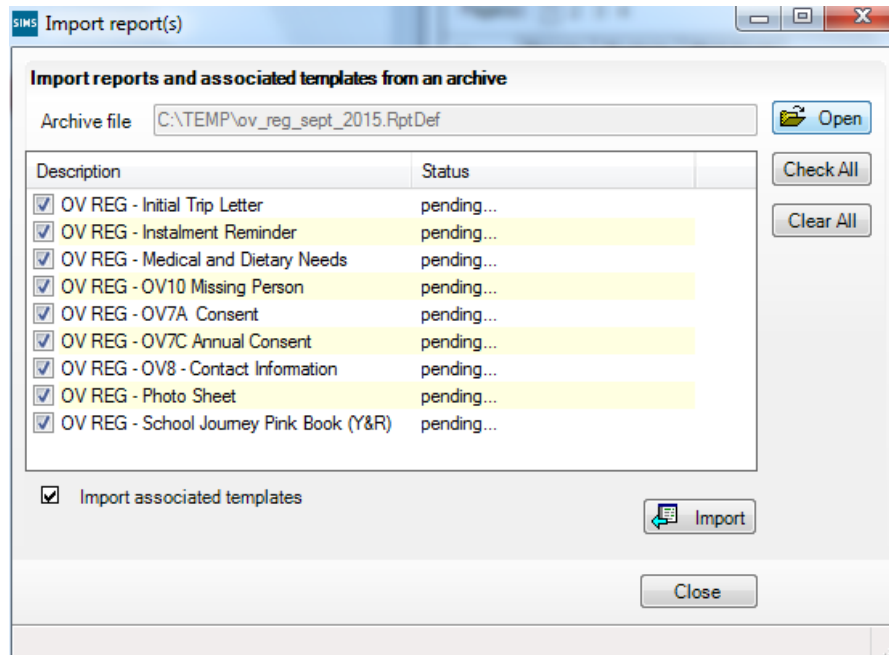 SIMS Import report(s)
Import reports and associated templates from an archive
Archive file C:\TEMP\ov_reg_sept_2015.RptDef Open
Description Status Check All
OV REG - Initial Trip Letter pending...
Clear All
OV REG - Instalment Reminder pending...
OV REG - Medical and Dietary Needs pending...
OV REG - OV10 Missing Person pending...
OV REG - OV7A Consent pending...
OV REG - OV7C Annual Consent pending...
OV REG - OV8 - Contact Information pending...
OV REG - Photo Sheet pending...
OV REG - School Journey Pink Book (Y&R) pending...
Import associated templates
Import
Close